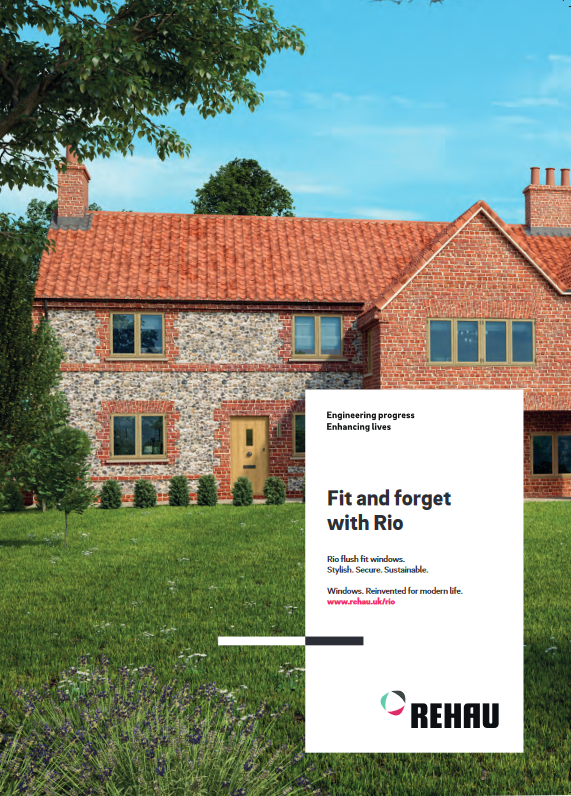 Engineering progress
Enhancing lives
Fit and forget
with Rio
Rio flush fit windows.
Stylish. Secure. Sustainable.
Windows. Reinvented for modern life.
www.rehau.uk/rio
REHAU